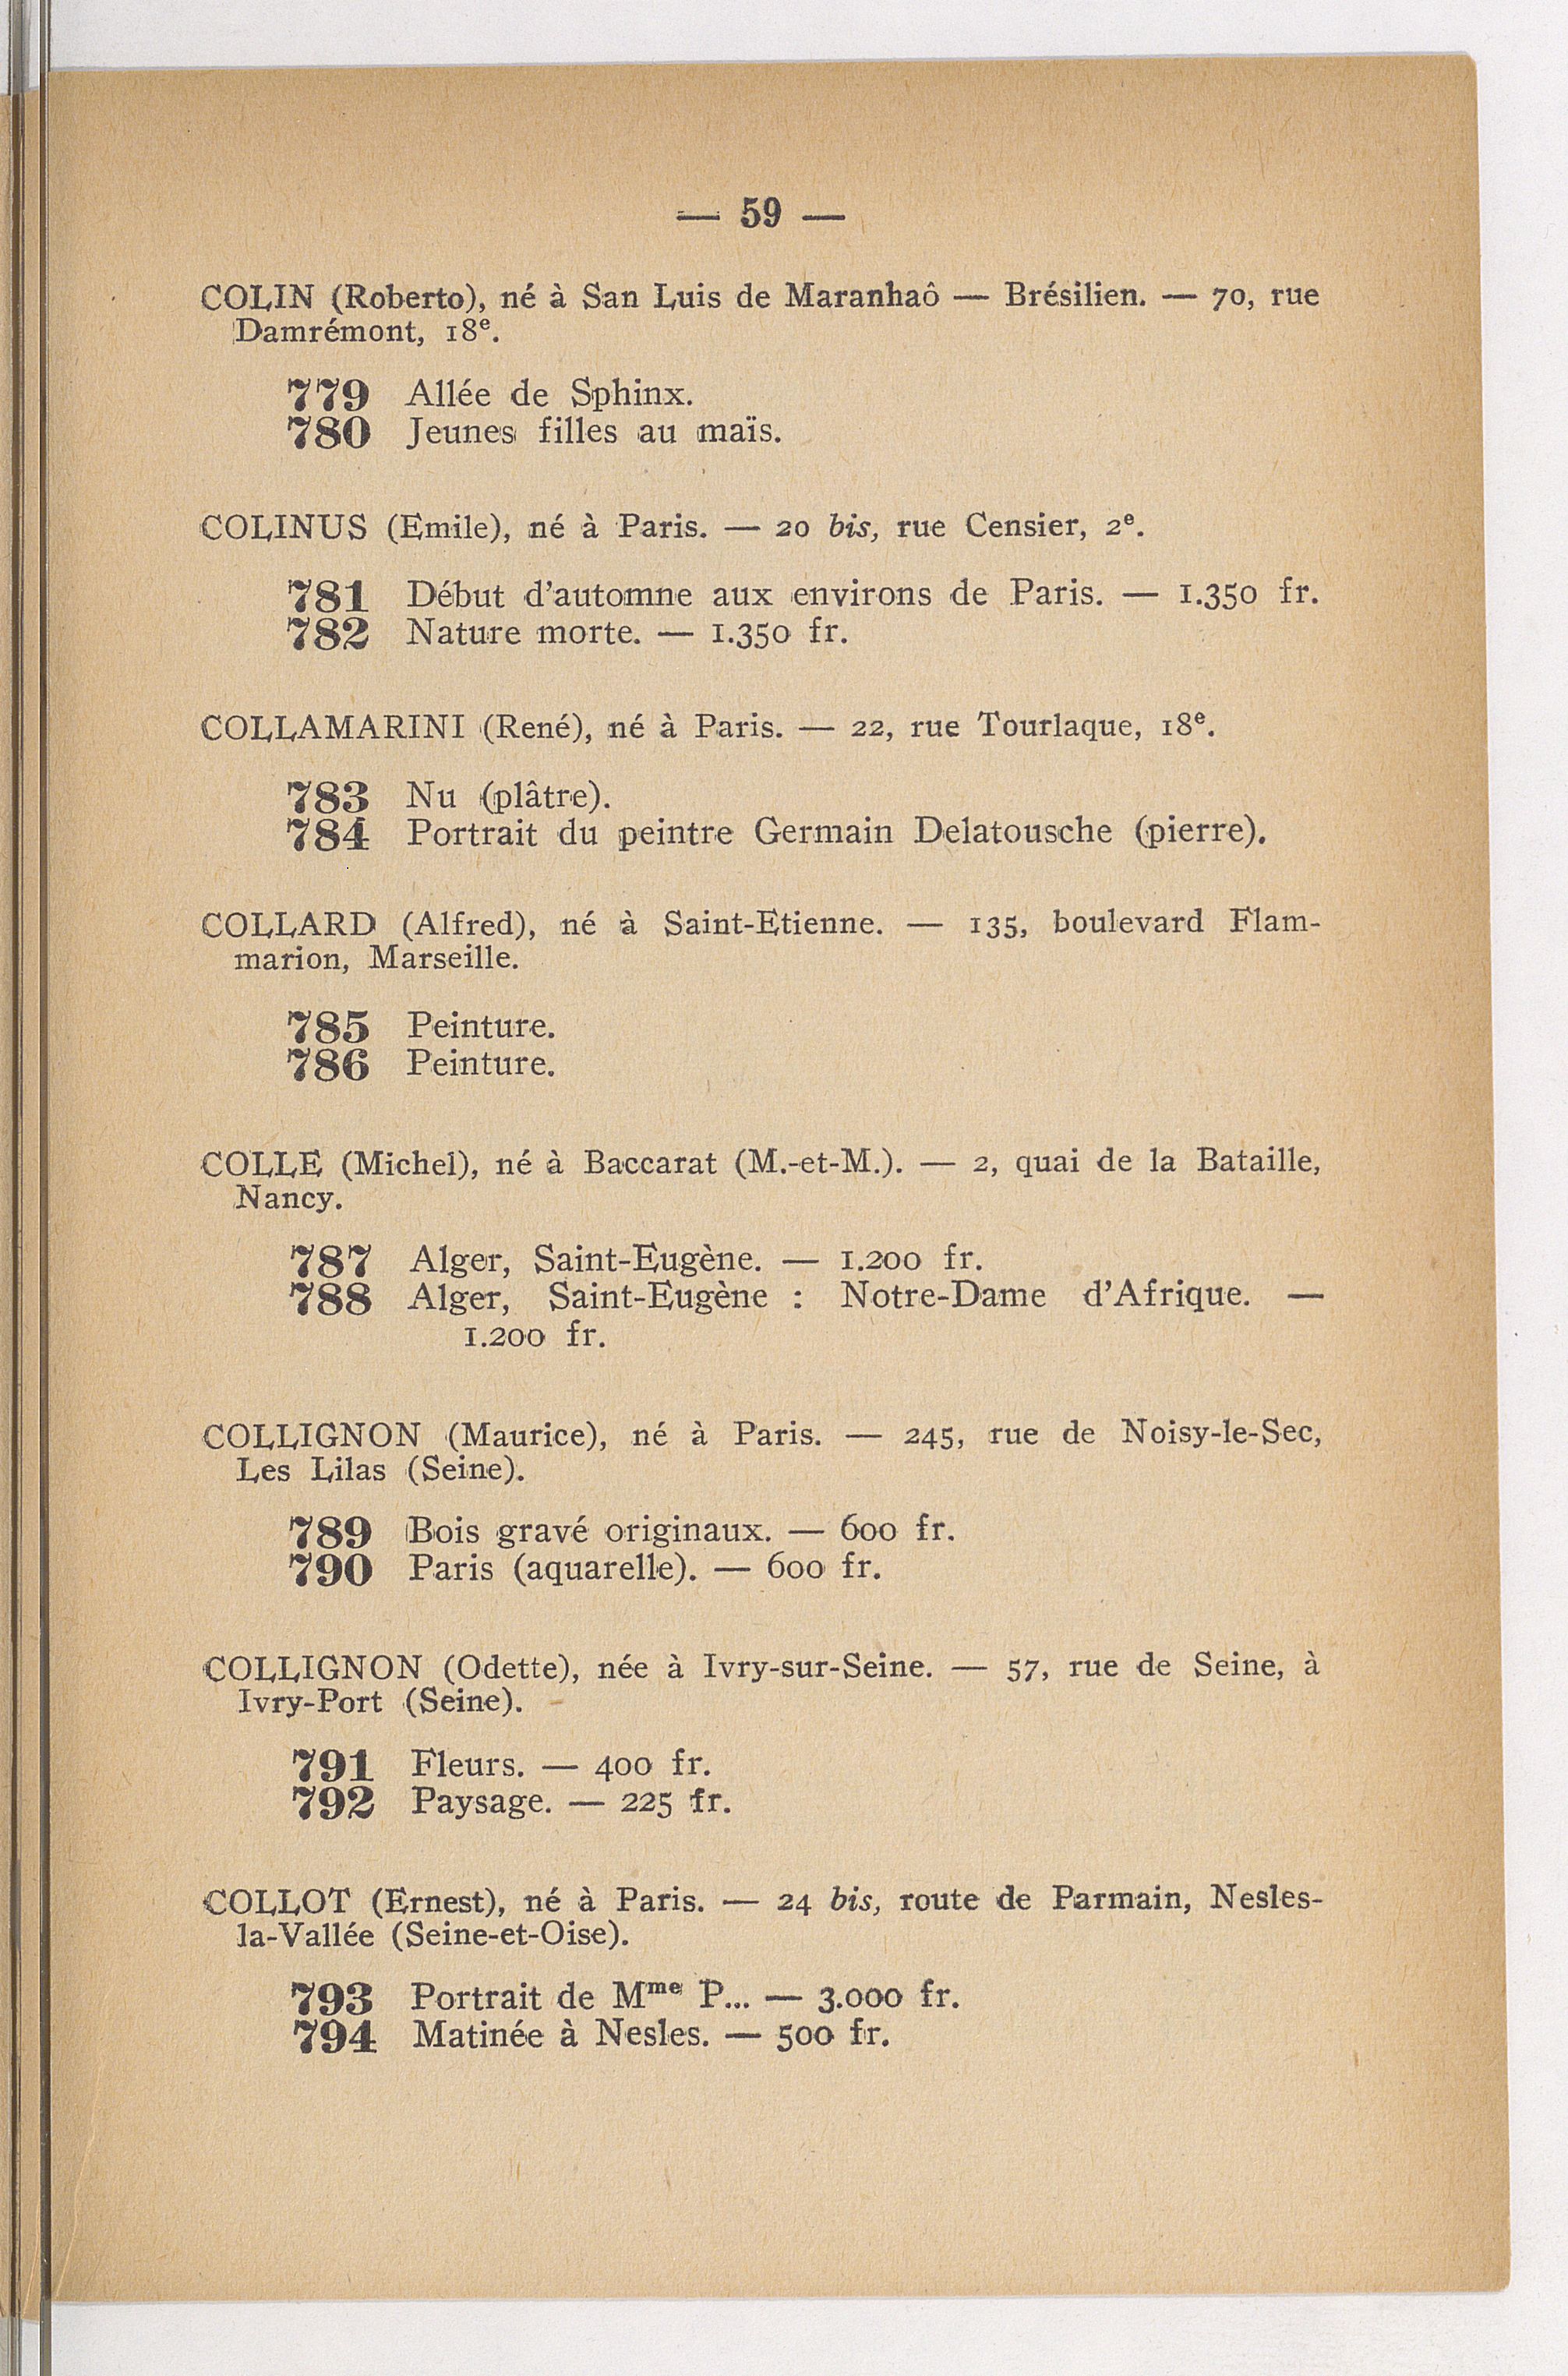 — 59 —
COLIN (Roberto), né à San Luis de Maranhaô — Brésilien. — 70, rue
Damrémont, 18e.
779 Allée de Sphinx.
780 Jeunes filles au maïs.
COLINUS (Emile), né à Paris. — 20 bis, rue Censier, 2e.
781 Début d'automne aux environs de Paris. — 1.350 fr.
782 Nature morte. — 1.350 fr.
COLLAMARINI (René), né à Paris. — 22, rue Tourlaque, 18e.
783 Nu (plâtre).
784 Portrait du peintre Germain Delatousche (pierre).
COLLARD (Alfred), né à Saint-Etienne. — 135, boulevard Flam-
marion, Marseille.
785 Peinture.
786 Peinture.
COLLE (Michel), né à Baccarat (M.-et-M.). — 2, quai de la Bataille,
Nancy.
787 Alger, Saint-Eugène. — 1.200 fr.
788 Alger, Saint-Eugène : Notre-Dame d'Afrique. —
1.200 fr.
COLLIGNON (Maurice), né à Paris. — 245, rue de Noisy-le-Sec,
Les Lilas (Seine).
789 Bois gravé originaux. — 600 fr.
790 Paris (aquarelle). — 600 fr.
COLLIGNON (Odette), née à Ivry-sur-Seine. — 57, rue de Seine, à
Ivry-Port (Seine).
791 Fleurs. — 400 fr.
792 Paysage. — 225 fr.
COLLOT (Ernest), né à Paris. — 24 bis, route de Parmain, Nesles-
la-Vallée (Seine-et-Oise).
793 Portrait de Mme P... — 3.000 fr.
794 Matinée à Nesles. — 500 fr.